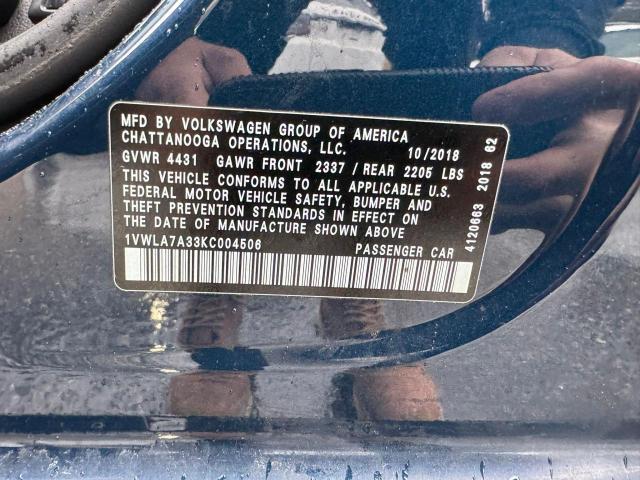 MFD BY VOLKSWAGEN GROUP OF AMERICA
CHATTANOOGA OPERATIONS, LLC. 10/2018
GVWR 4431 GAWR FRONT 2337 / REAR 2205 LBS
THIS VEHICLE CONFORMS TO ALL APPLICABLE U.S.
FEDERAL MOTOR VEHICLE SAFETY, BUMPER AND
THEFT PREVENTION STANDARDS IN EFFECT ON
THE DATE OF MANUFACTURE SHOWN ABOVE
1VWLA7A33KC004506 PASSENGER CAR
4120663 2018 62